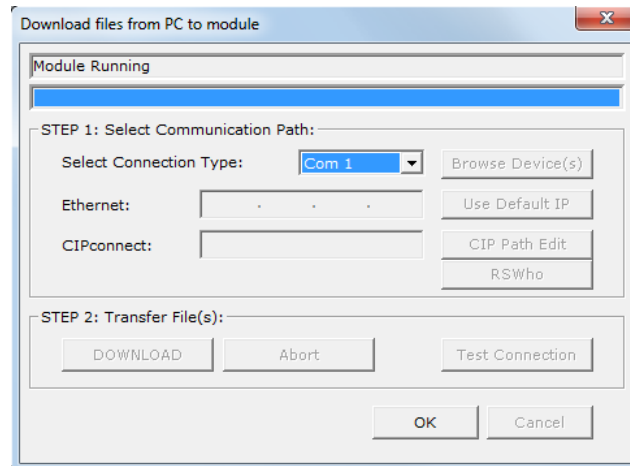 Download files from PC to module
X
Module Running
STEP 1: Select Communication Path:
Select Connection Type: Com 1 Browse Device(s)
Ethernet: . . . Use Default IP
CIPconnect: CIP Path Edit
RSWho
STEP 2: Transfer File(s):
DOWNLOAD Abort Test Connection
OK Cancel